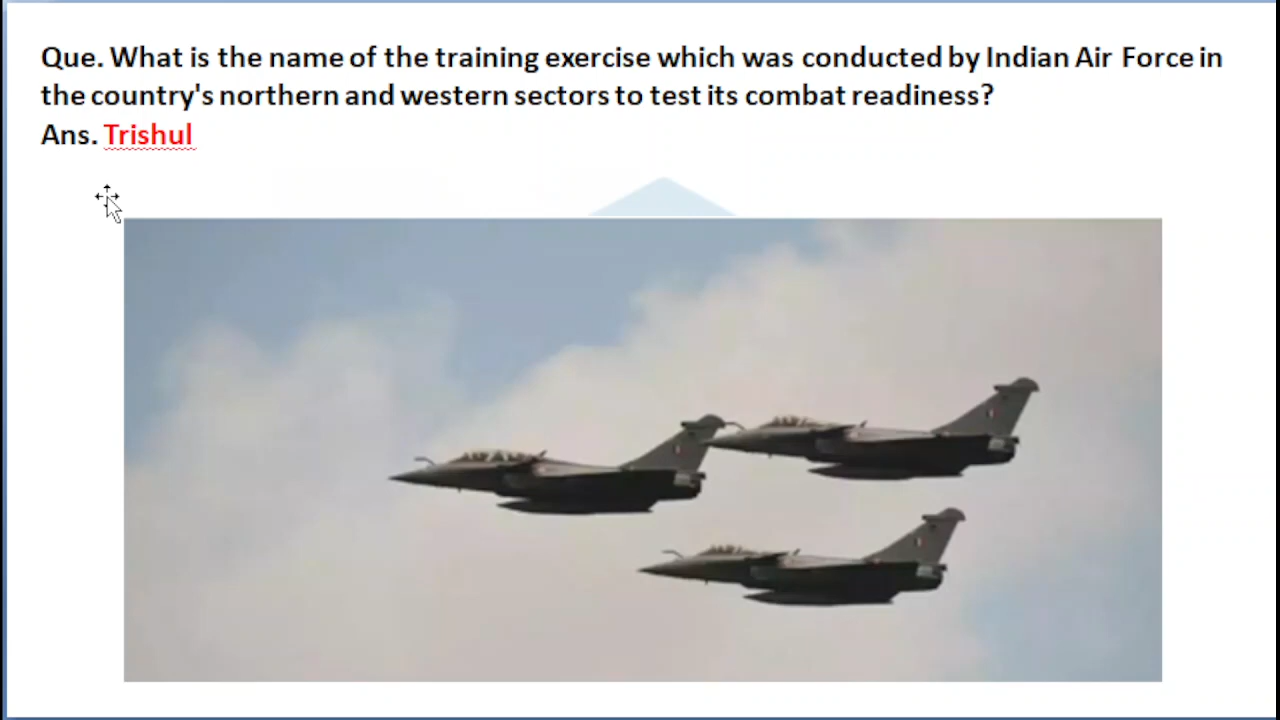 Que. What is the name of the training exercise which was conducted by Indian Air Force in
the country's northern and western sectors to test its combat readiness?
Ans. Trishul